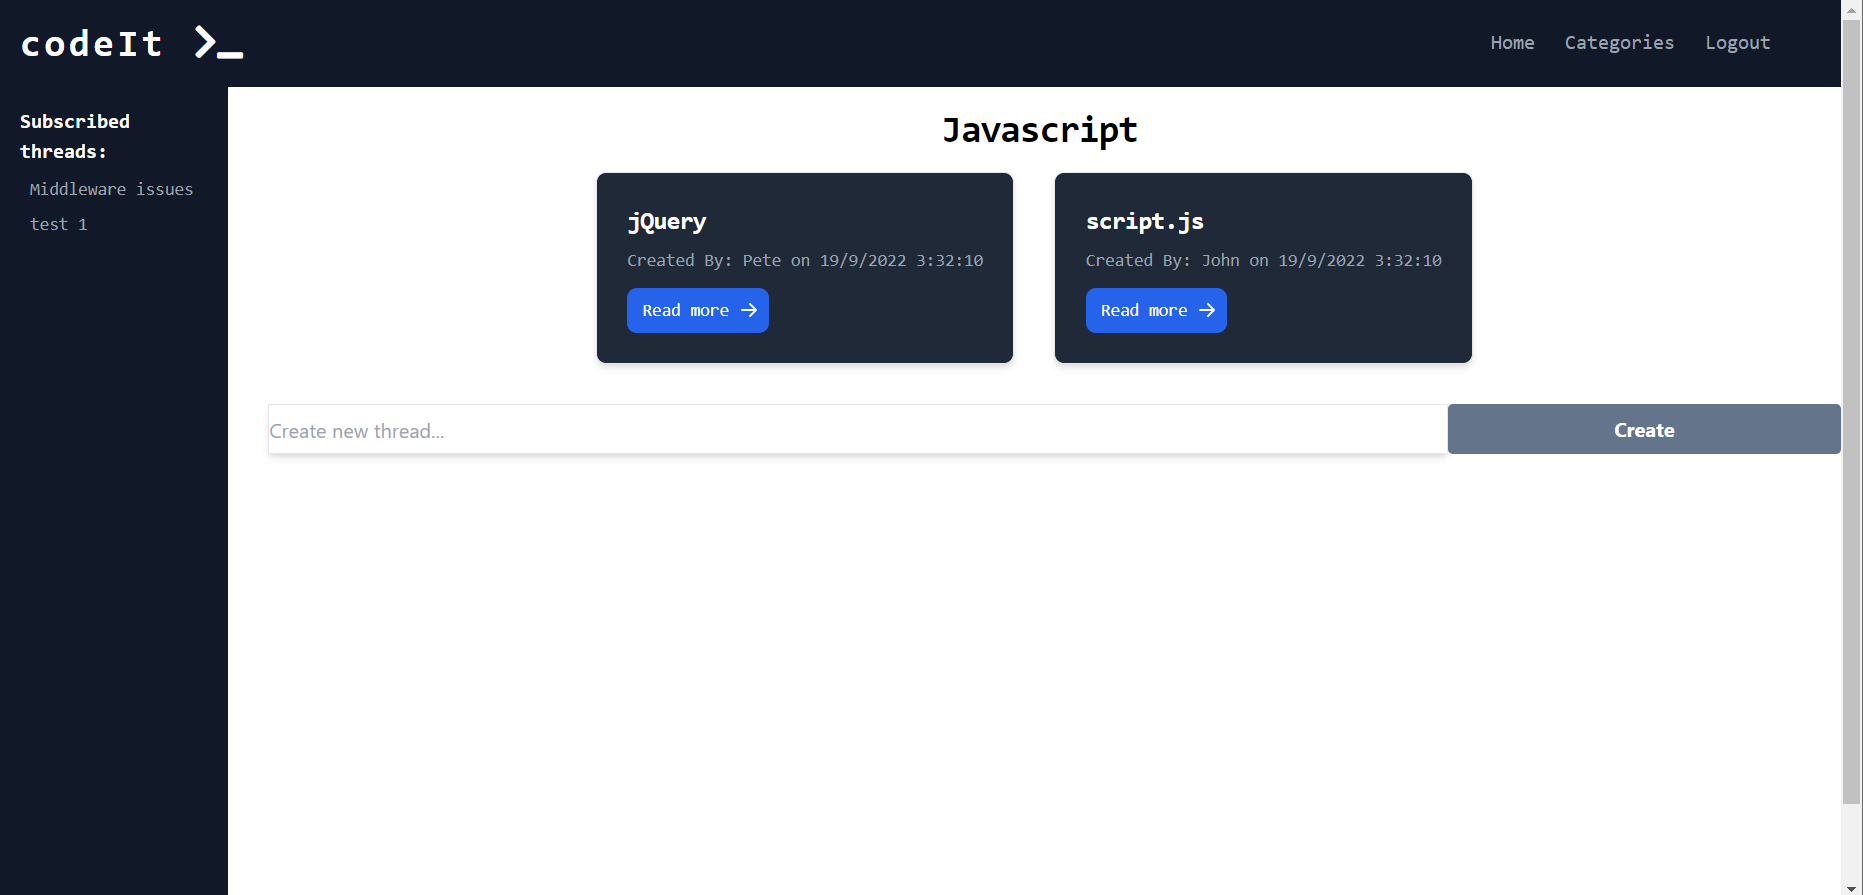 codeIt >_
Home Categories Logout
Subscribed
threads:
Middleware issues
test 1
Javascript
jQuery
Created By: Pete on 19/9/2022 3:32:10
Read more →
script.js
Created By: John on 19/9/2022 3:32:10
Read more →
Create new thread...
Create